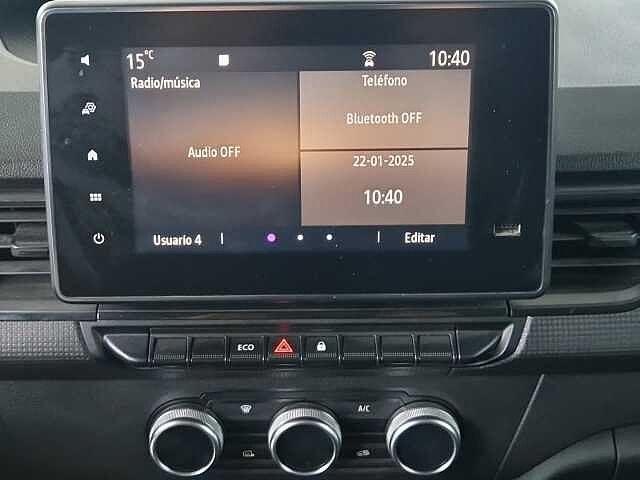 15°C
10:40
Radio/música
Teléfono
Bluetooth OFF
Audio OFF
22-01-2025
10:40
Usuario 4
Editar
ECO
A/C